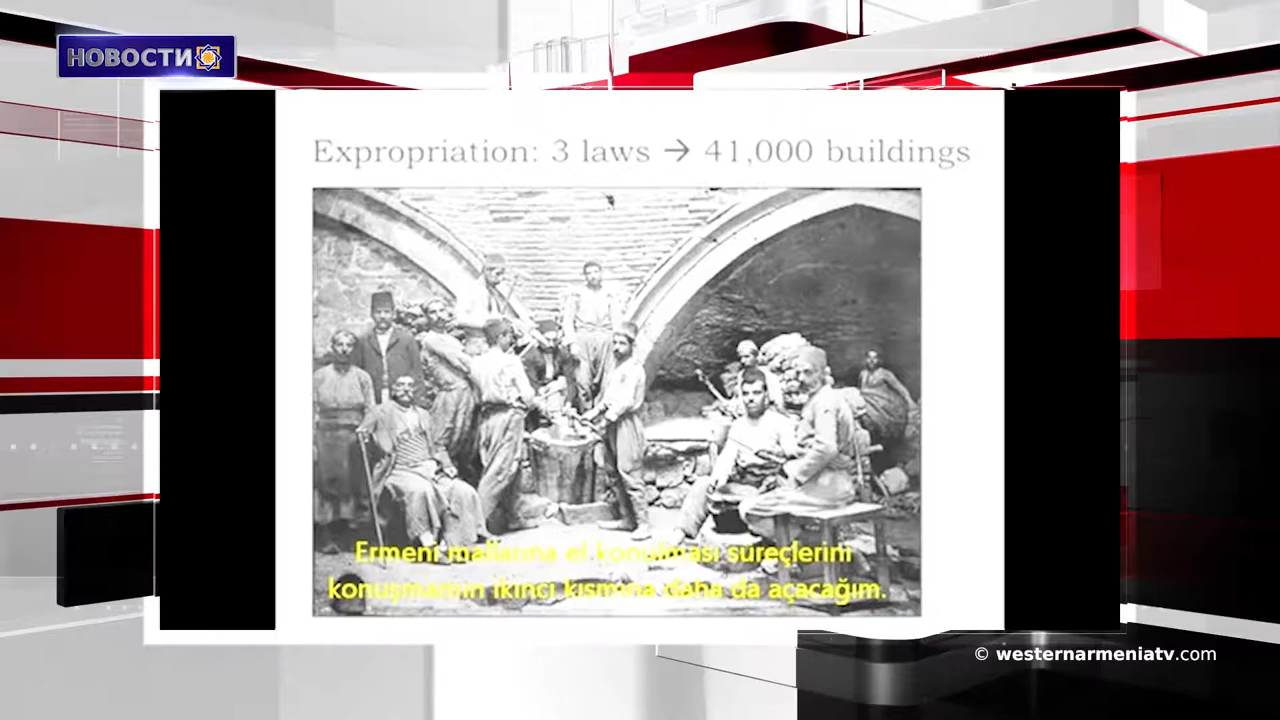 НОВОСТИ
Expropriation: 3 laws → 41,000 buildings
Ermeni mallarına el konulması süreçlerini
konuşmamın ikinci kısmına daha da açacağım.
© westernarmeniatv.com